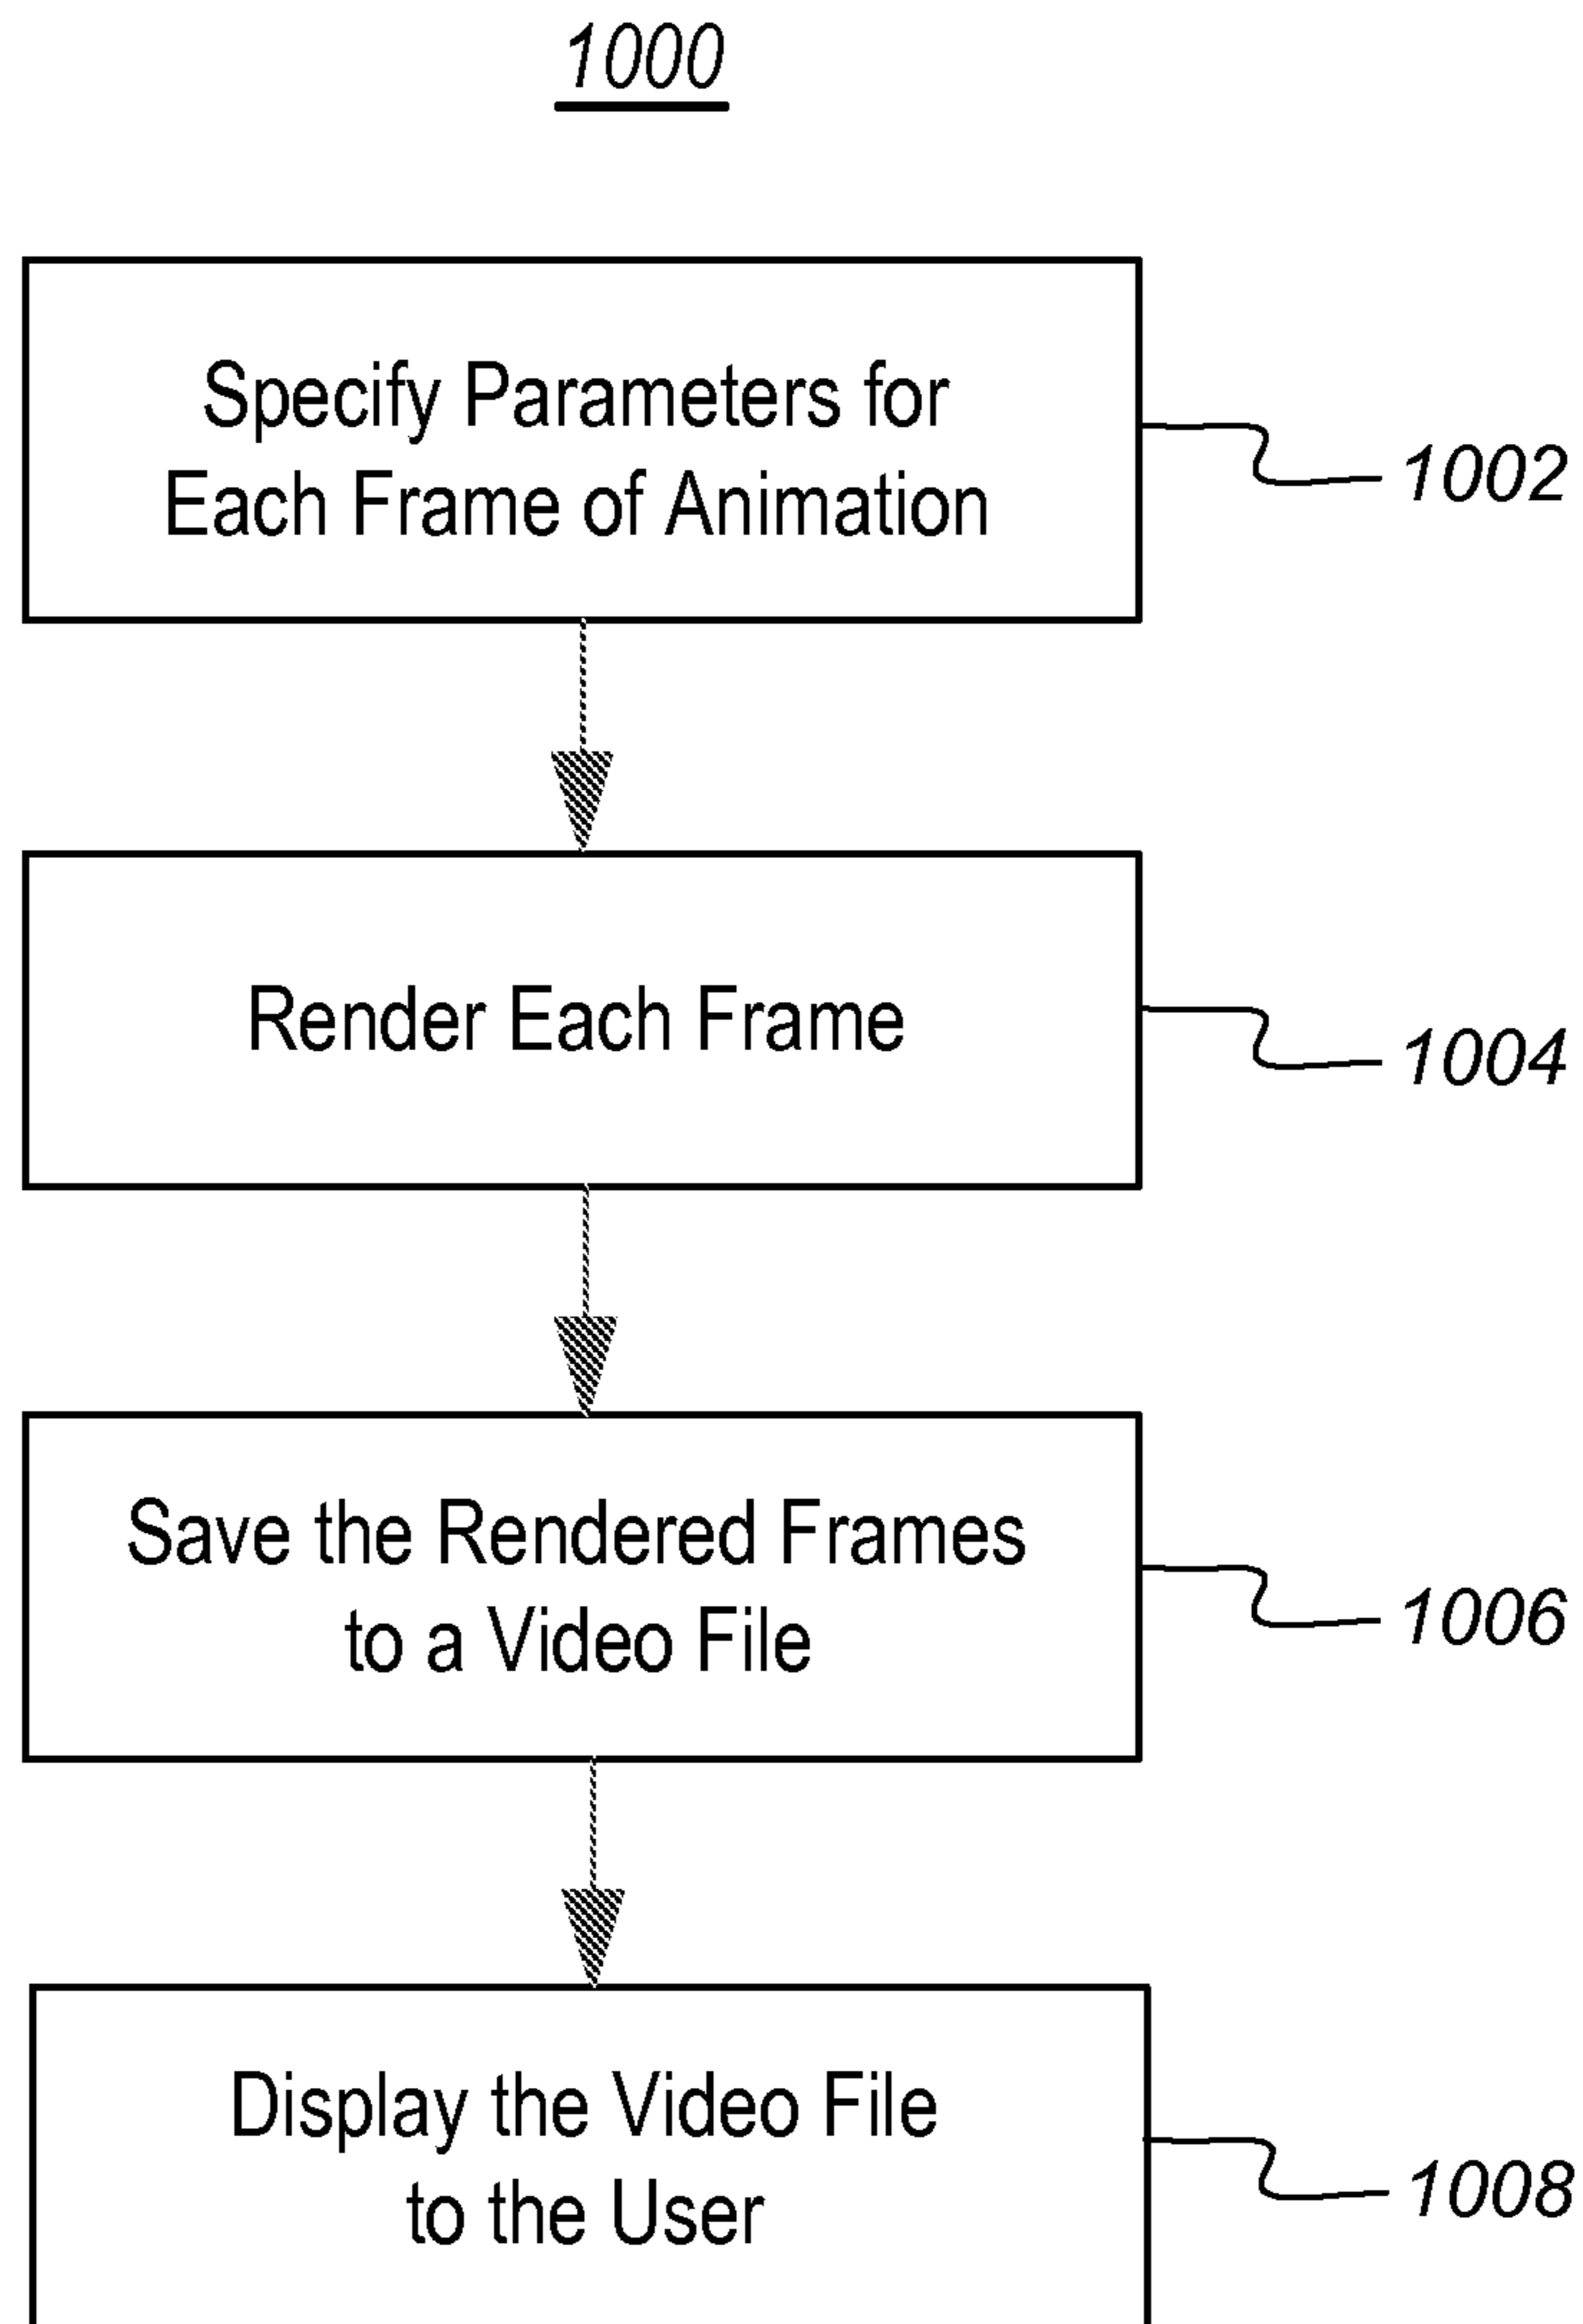 1000
Specify Parameters for
Each Frame of Animation
1002
Render Each Frame
1004
Save the Rendered Frames
to a Video File
1006
Display the Video File
to the User
1008